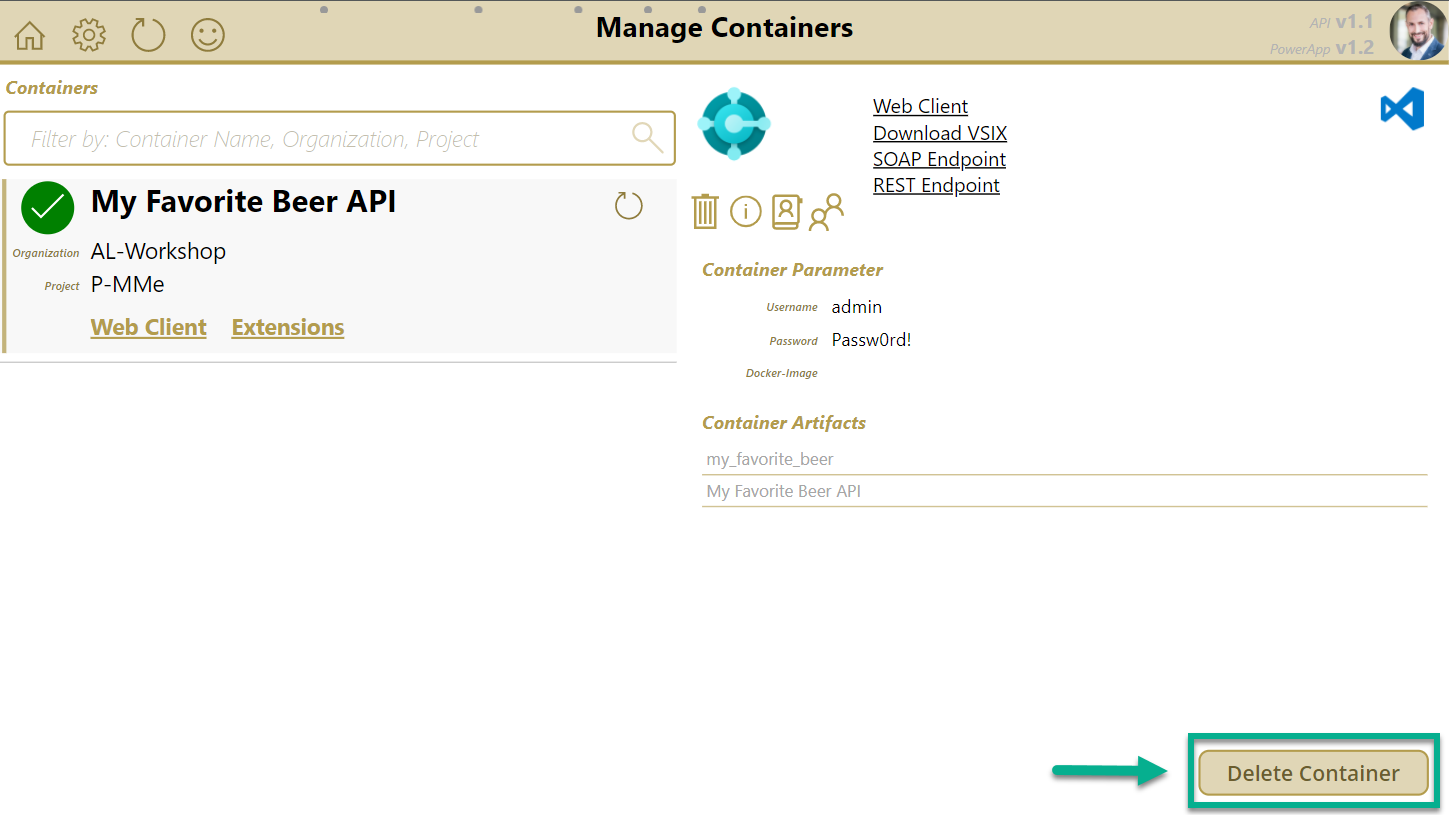 Manage Containers
API v1.1
PowerApp v1.2
Containers
Filter by: Container Name, Organization, Project
My Favorite Beer API
Organization AL-Workshop
Project P-MMe
Web Client Extensions
Web Client
Download VSIX
SOAP Endpoint
REST Endpoint
Container Parameter
Username admin
Password Passw0rd!
Docker-Image
Container Artifacts
my_favorite_beer
My Favorite Beer API
Delete Container